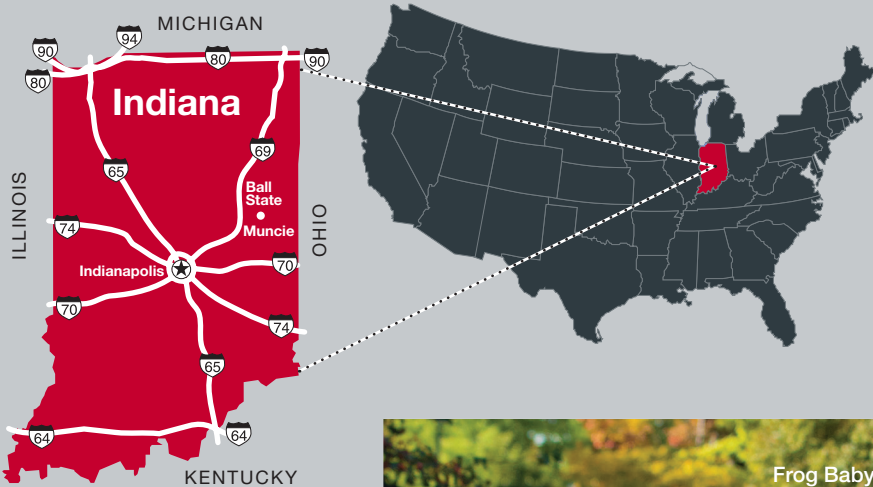 MICHIGAN
90
94
80
80
90
Indiana
69
65
Ball
State
Muncie
ILLINOIS
OHIO
74
Indianapolis
70
70
74
65
64
64
KENTUCKY
Frog Baby